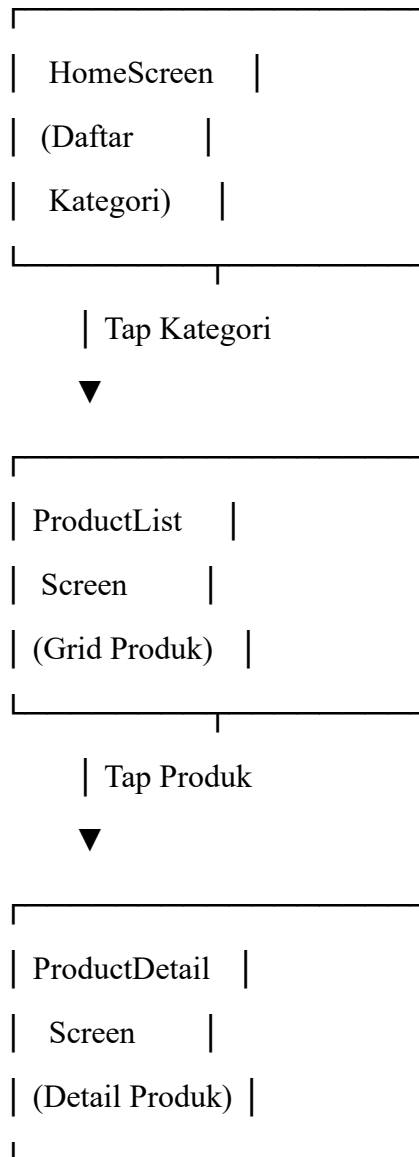 HomeScreen
(Daftar
Kategori)
Tap Kategori
▼
ProductList
Screen
(Grid Produk)
Tap Produk
▼
ProductDetail
Screen
(Detail Produk)